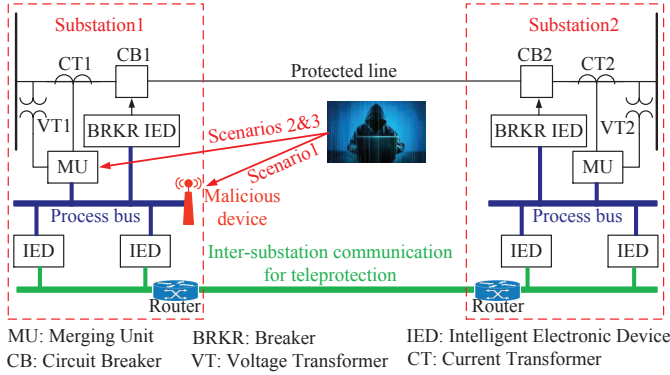 Substation1
Substation2
CT1
CB1
Protected line
CB2
CT2
VT1
BRKR IED
Scenarios 2&3
BRKR IED
VT2
MU
Scenario1
MU
Malicious
device
Process bus
Process bus
IED
IED
Inter-substation communication
for teleprotection
IED
IED
Router
Router
MU: Merging Unit
BRKR: Breaker
IED: Intelligent Electronic Device
CB: Circuit Breaker
VT: Voltage Transformer
CT: Current Transformer